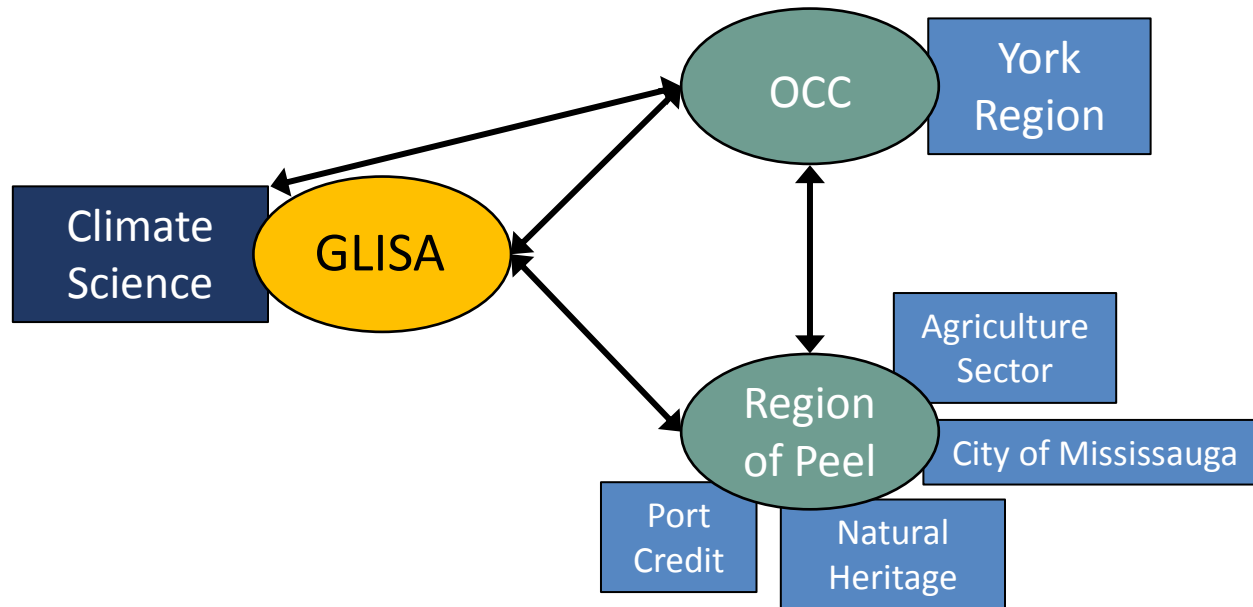 OCC
York
Region
Climate
Science
GLISA
Agriculture
Sector
Region
of Peel
City of Mississauga
Port
Credit
Natural
Heritage